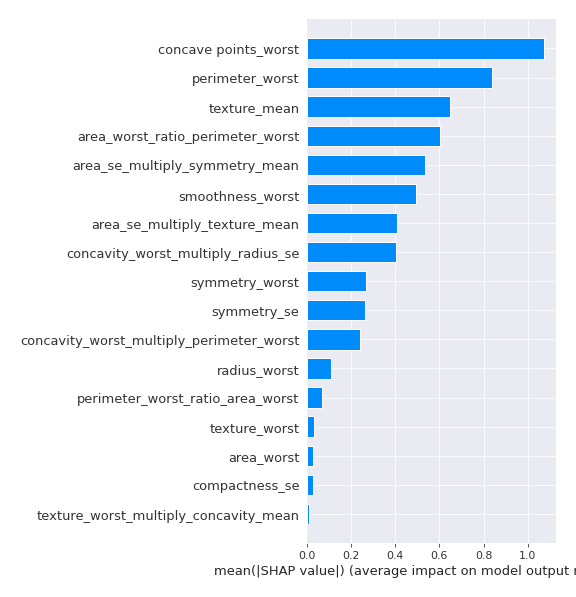 concave points_worst
perimeter_worst
texture_mean
area_worst_ratio_perimeter_worst
area_se_multiply_symmetry_mean
smoothness_worst
area_se_multiply_texture_mean
concavity_worst_multiply_radius_se
symmetry_worst
symmetry_se
concavity_worst_multiply_perimeter_worst
radius_worst
perimeter_worst_ratio_area_worst
texture_worst
area_worst
compactness_se
texture_worst_multiply_concavity_mean
0.0 0.2 0.4 0.6 0.8 1.0
mean(|SHAP value|) (average impact on model output